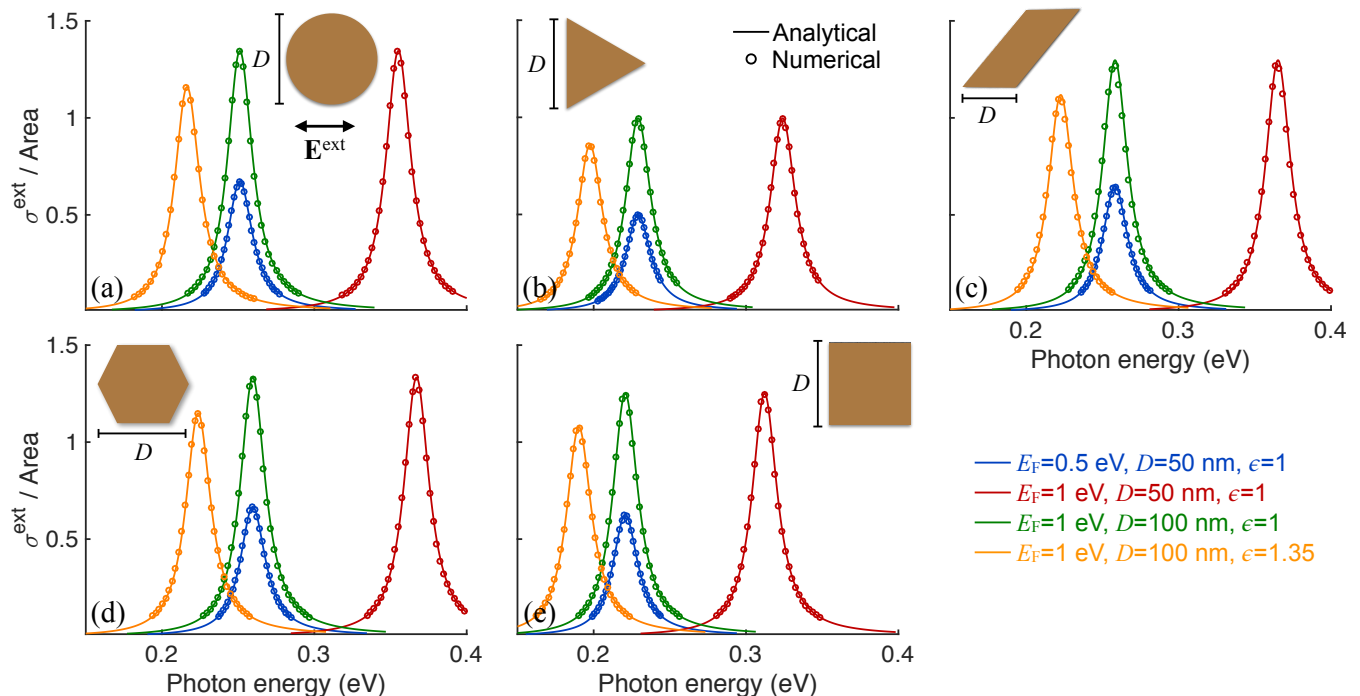 1.5
1
0.5
σ^ext / Area
D
E^ext
(a)
D
Analytical
Numerical
(b)
D
(c)
0.2
0.3
0.4
Photon energy (eV)
1.5
1
0.5
σ^ext / Area
D
(d)
0.2
0.3
0.4
Photon energy (eV)
D
(e)
0.2
0.3
0.4
Photon energy (eV)
E_F=0.5 eV, D=50 nm, ϵ=1
E_F=1 eV, D=50 nm, ϵ=1
E_F=1 eV, D=100 nm, ϵ=1
E_F=1 eV, D=100 nm, ϵ=1.35